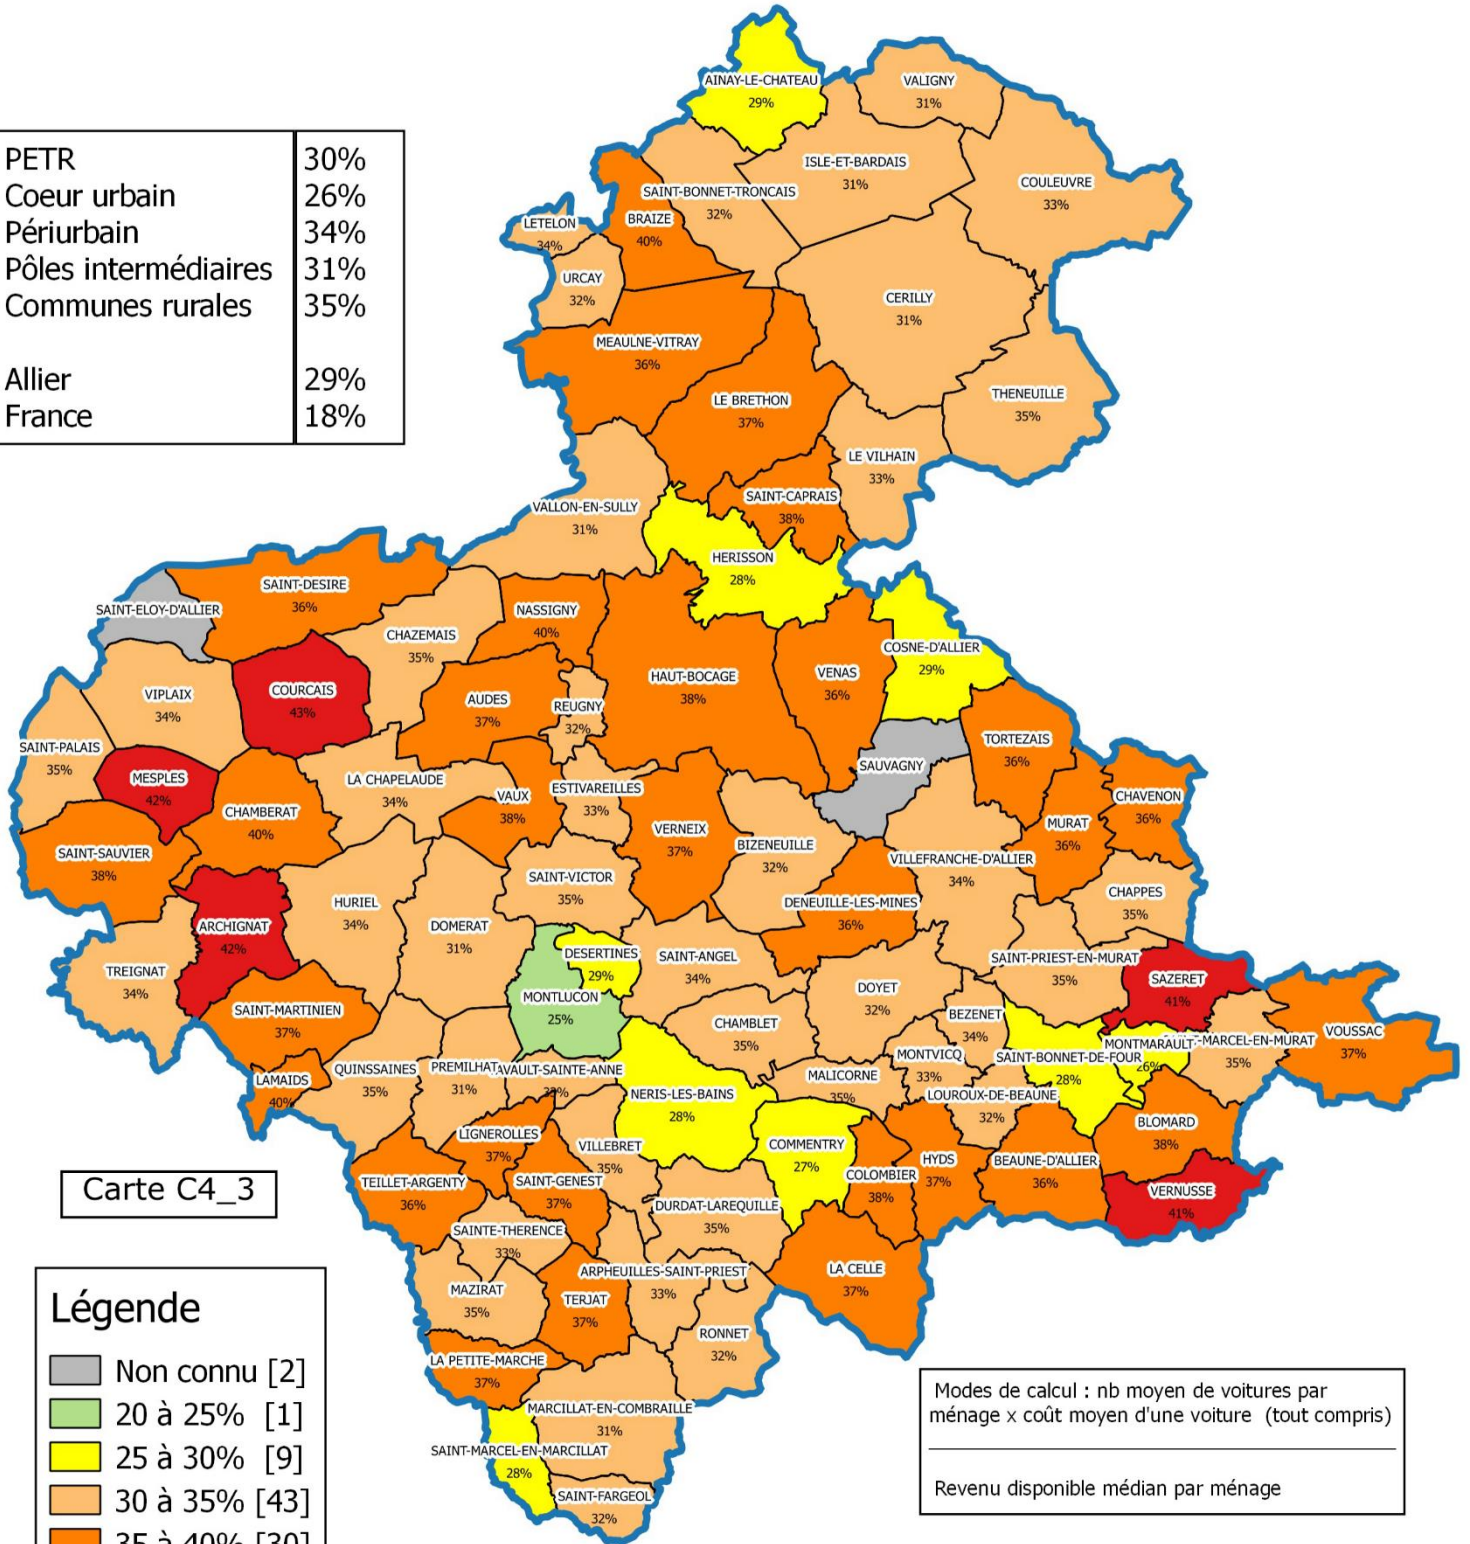 PETR 30%
Coeur urbain 26%
Périurbain 34%
Pôles intermédiaires 31%
Communes rurales 35%
Allier 29%
France 18%
AINAY-LE-CHATEAU
29%
VALIGNY
31%
ISLE-ET-BARDAIS
31%
COULEUVRE
33%
SAINT-BONNET-TRONCAIS
32%
LETELON
34%
BRAIZE
40%
URCAY
32%
CERILLY
31%
MEAULNE-VITRAY
36%
LE BRETHON
37%
THENEUILLE
35%
LE VILHAIN
33%
SAINT-CAPRAIS
38%
VALLON-EN-SULLY
31%
HERISSON
28%
SAINT-DESIRE
36%
SAINT-ELOY-D'ALLIER
NASSIGNY
40%
CHAZEMAIS
35%
COSNE-D'ALLIER
29%
VENAS
36%
HAUT-BOCAGE
38%
VIPLAIX
34%
COURCAIS
43%
AUDES
37%
REUGNY
32%
TORTEZAIS
36%
SAINT-PALAIS
35%
SAUVAGNY
MESPLES
42%
LA CHAPELAUDE
34%
VAUX
38%
ESTIVAREILLES
33%
CHAVENON
36%
CHAMBERAT
40%
VERNEIX
37%
MURAT
36%
BIZENEUILLE
32%
SAINT-SAUVIER
38%
VILLEFRANCHE-D'ALLIER
34%
SAINT-VICTOR
35%
CHAPPES
35%
HURIEL
34%
DENEUILLE-LES-MINES
36%
ARCHIGNAT
42%
DOMERAT
31%
DESERTINES
29%
SAINT-ANGEL
34%
SAINT-PRIEST-EN-MURAT
35%
TREIGNAT
34%
SAZERET
41%
DOYET
32%
MONTLUCON
25%
SAINT-MARTINIEN
37%
BEZENET
34%
CHAMBLET
35%
VOUSSAC
37%
MONTMARAULT
26%
-MARCEL-EN-MURAT
35%
MONTVICQ
33%
SAINT-BONNET-DE-FOUR
28%
QUINSSAINES
35%
PREMILHAT
31%
AVAULT-SAINTE-ANNE
MALICORNE
35%
LAMAIDS
40%
NERIS-LES-BAINS
28%
LOUROUX-DE-BEAUNE
32%
BLOMARD
38%
LIGNEROLLES
37%
VILLEBRET
35%
COMMENTRY
27%
HYDS
37%
BEAUNE-D'ALLIER
36%
COLOMBIER
38%
TEILLET-ARGENTY
36%
SAINT-GENEST
37%
VERNUSSE
41%
DURDAT-LAREQUILLE
35%
SAINTE-THERENCE
33%
LA CELLE
37%
ARPHEUILLES-SAINT-PRIEST
33%
MAZIRAT
35%
TERJAT
37%
RONNET
32%
LA PETITE-MARCHE
37%
MARCILLAT-EN-COMBRAILLE
31%
SAINT-MARCEL-EN-MARCILLAT
28%
SAINT-FARGEOL
32%
Carte C4_3
Légende
Non connu [2]
20 à 25% [1]
25 à 30% [9]
30 à 35% [43]
35 à 40% [30]
Modes de calcul : nb moyen de voitures par
ménage x coût moyen d'une voiture (tout compris)
Revenu disponible médian par ménage